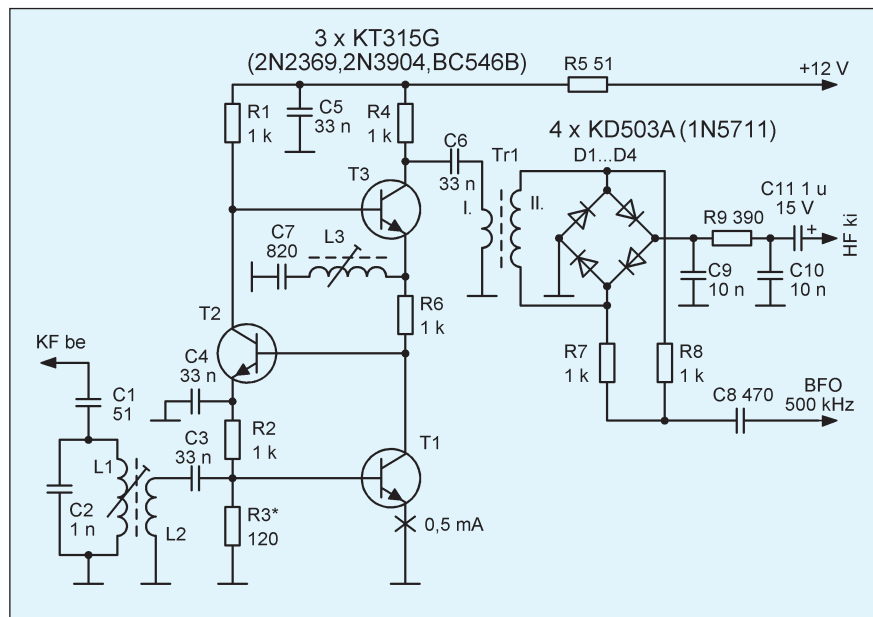 3 x KT315G
(2N2369,2N3904,BC546B)
R5 51
+12 V
R1
1 k
C5
33 n
R4
1 k
C6
33 n
Tr1
4 x KD503A (1N5711)
D1...D4
T3
I.
II.
C11 1 u
15 V
+
R9 390
HF ki
C7
820
L3
C9
10 n
C10
10 n
T2
R6
1 k
KF be
C4
33 n
R7
1 k
R8
1 k
C1
51
C8 470
BFO
500 kHz
R2
1 k
C3
33 n
T1
L1
C2
1 n
L2
R3*
120
0,5 mA